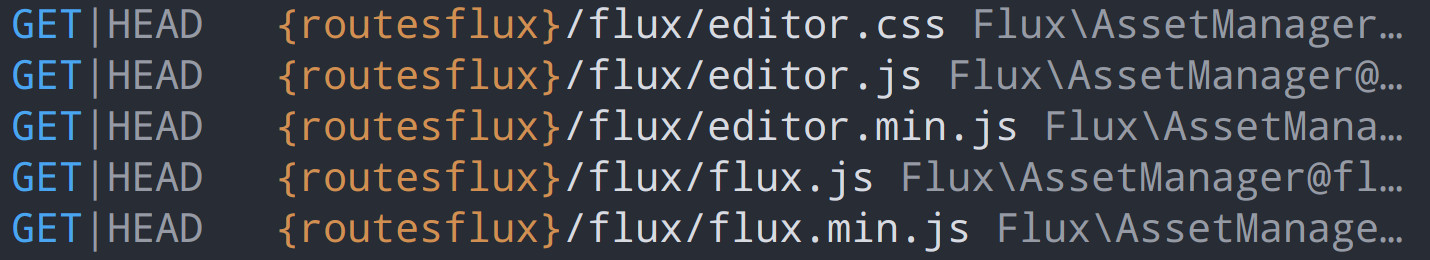 GET|HEAD {routesflux}/flux/editor.css Flux\AssetManager…
GET|HEAD {routesflux}/flux/editor.js Flux\AssetManager@…
GET|HEAD {routesflux}/flux/editor.min.js Flux\AssetMana…
GET|HEAD {routesflux}/flux/flux.js Flux\AssetManager@fl…
GET|HEAD {routesflux}/flux/flux.min.js Flux\AssetManage…